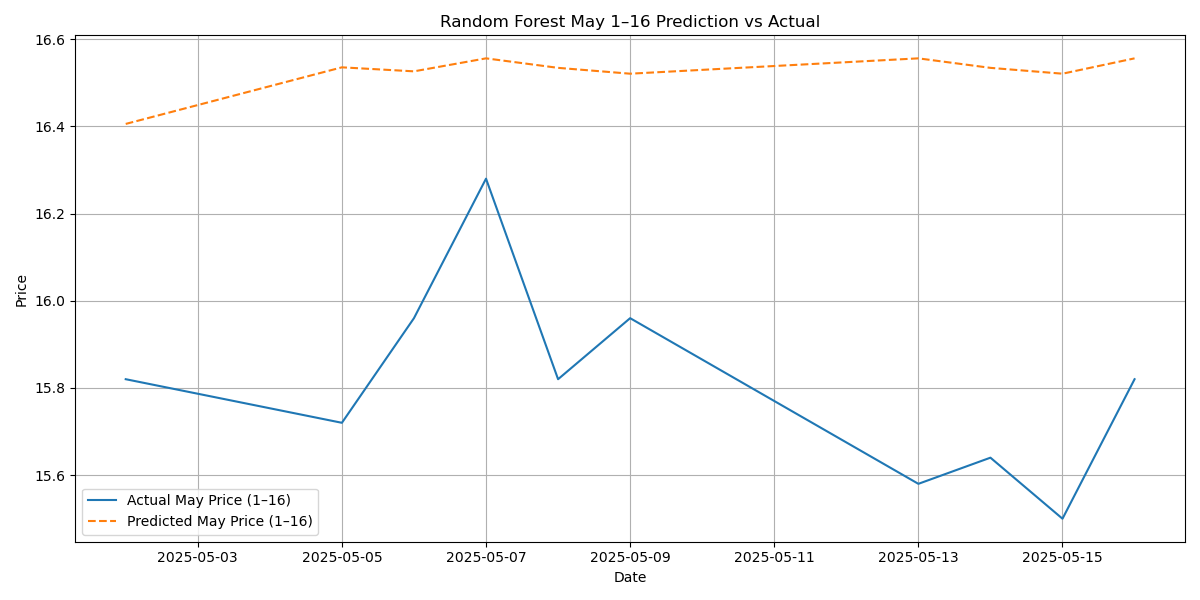 Random Forest May 1–16 Prediction vs Actual
16.6
16.4
16.2
16.0
15.8
15.6
Price
Actual May Price (1–16)
Predicted May Price (1–16)
2025-05-03
2025-05-05
2025-05-07
2025-05-09
2025-05-11
2025-05-13
2025-05-15
Date